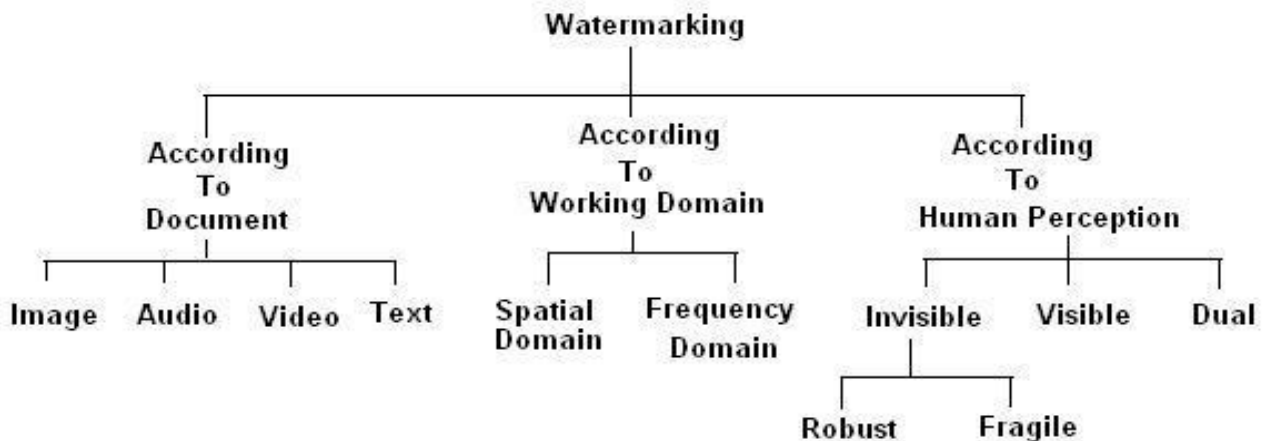 Watermarking
According
To
Document
According
To
Working Domain
According
To
Human Perception
Image
Audio
Video
Text
Spatial
Domain
Frequency
Domain
Invisible
Visible
Dual
Robust
Fragile